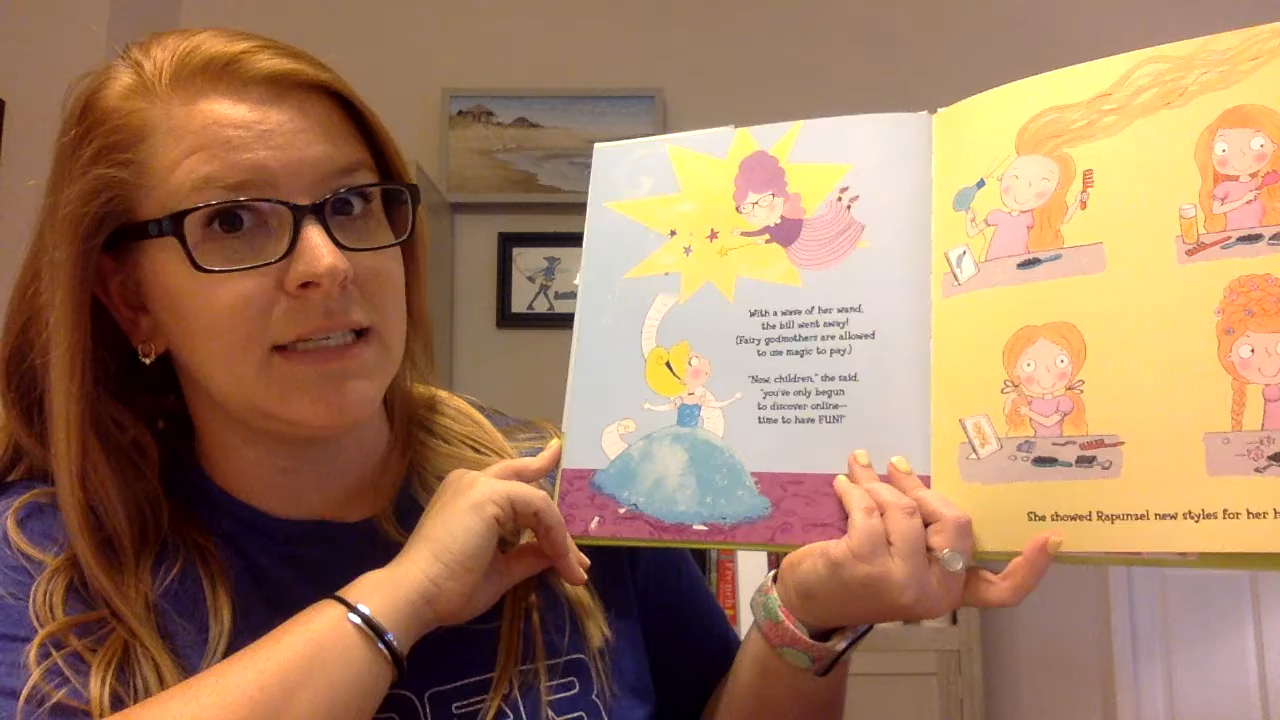 With a wave of her wand,
the bill went away!
(Fairy godmothers are allowed
to use magic to pay.)
"Now, children," she said,
"you've only begun
to discover online—
time to have FUN!"
She showed Rapunzel new styles for her h